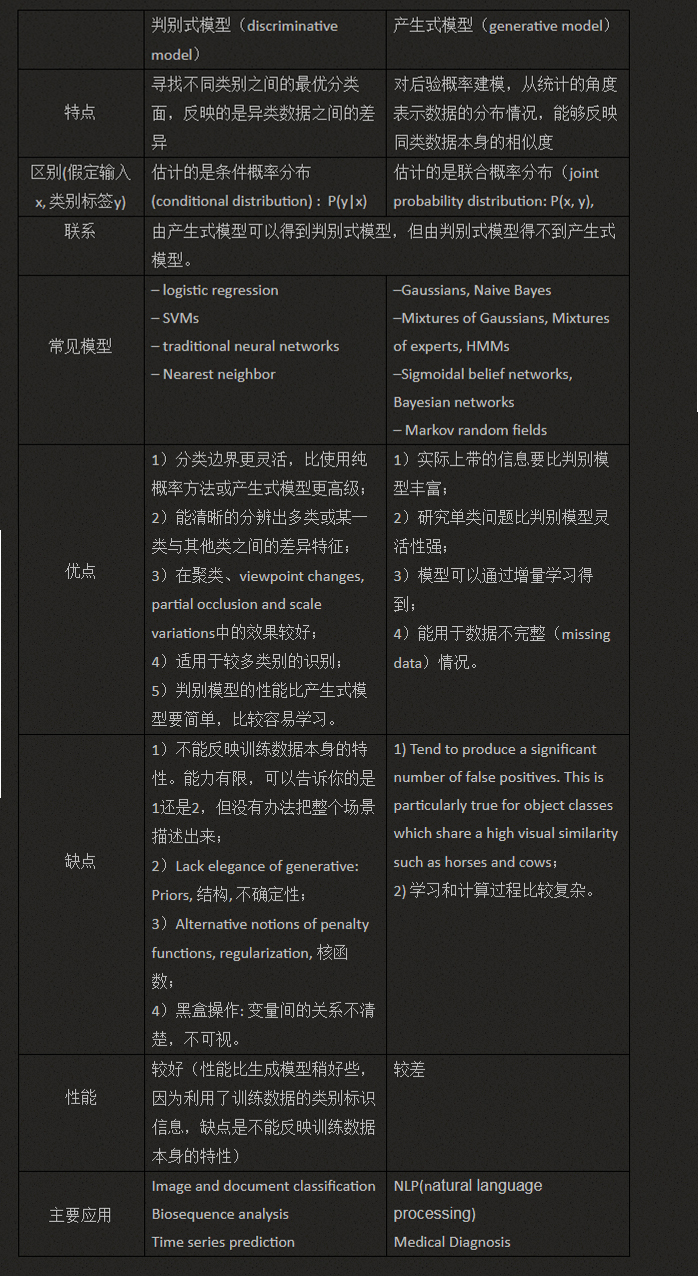 判别式模型（discriminative
model）
产生式模型（generative model）
特点
寻找不同类别之间的最优分类
面，反映的是异类数据之间的差
异
对后验概率建模，从统计的角度
表示数据的分布情况，能够反映
同类数据本身的相似度
区别(假定输入
x, 类别标签y)
估计的是条件概率分布
(conditional distribution)： P(y|x)
估计的是联合概率分布（joint
probability distribution: P(x, y),
联系
由产生式模型可以得到判别式模型，但由判别式模型得不到产生式
模型。
常见模型
– logistic regression
– SVMs
– traditional neural networks
– Nearest neighbor
–Gaussians, Naive Bayes
–Mixtures of Gaussians, Mixtures
of experts, HMMs
–Sigmoidal belief networks,
Bayesian networks
– Markov random fields
优点
1）分类边界更灵活，比使用纯
概率方法或产生式模型更高级；
2）能清晰的分辨出多类或某一
类与其他类之间的差异特征；
3）在聚类、viewpoint changes,
partial occlusion and scale
variations中的效果较好；
4）适用于较多类别的识别；
5）判别模型的性能比产生式模
型要简单，比较容易学习。
1）实际上带的信息要比判别模
型丰富；
2）研究单类问题比判别模型灵
活性强；
3）模型可以通过增量学习得
到；
4）能用于数据不完整（missing
data）情况。
缺点
1）不能反映训练数据本身的特
性。能力有限，可以告诉你的是
1还是2，但没有办法把整个场景
描述出来；
2）Lack elegance of generative:
Priors, 结构, 不确定性；
3）Alternative notions of penalty
functions, regularization, 核函
数；
4）黑盒操作: 变量间的关系不清
楚，不可视。
1) Tend to produce a significant
number of false positives. This is
particularly true for object classes
which share a high visual similarity
such as horses and cows；
2) 学习和计算过程比较复杂。
性能
较好（性能比生成模型稍好些，
因为利用了训练数据的类别标识
信息，缺点是不能反映训练数据
本身的特性）
较差
主要应用
Image and document classification
Biosequence analysis
Time series prediction
NLP(natural language
processing)
Medical Diagnosis